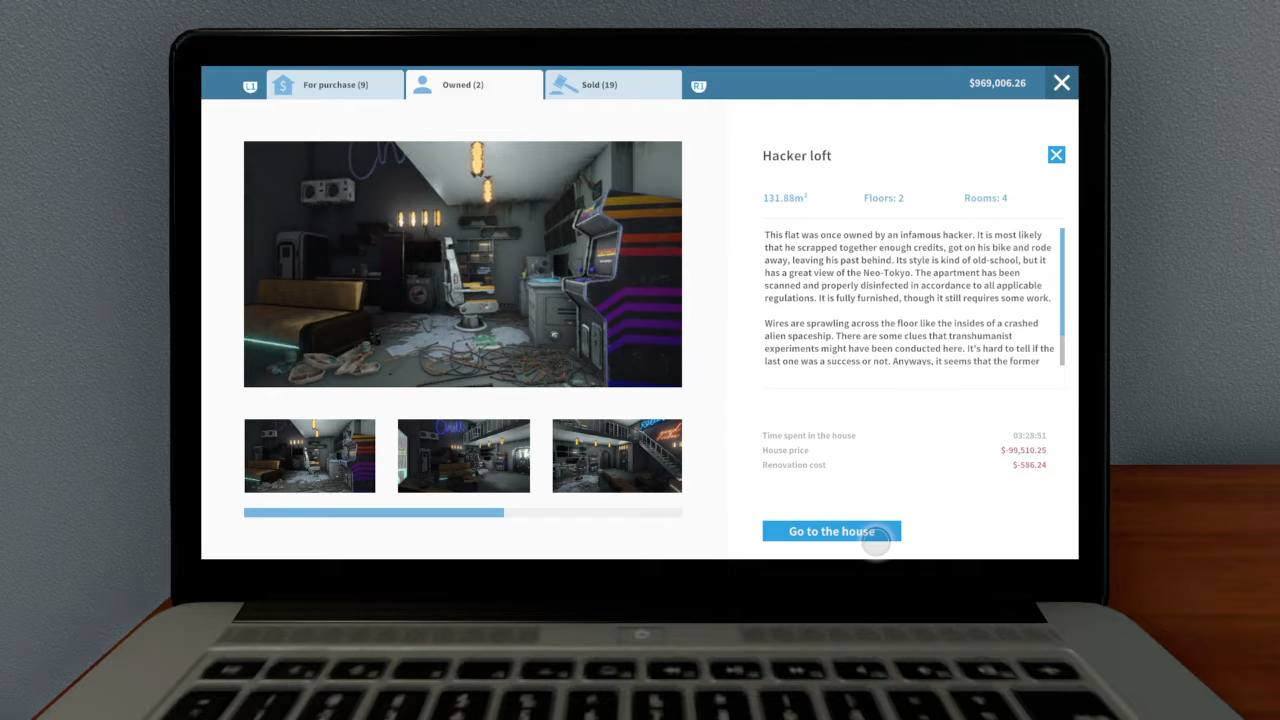 L1
For purchase (9)
Owned (2)
Sold (19)
R1
$969,006.26
Hacker loft
131.88m²
Floors: 2
Rooms: 4
This flat was once owned by an infamous hacker. It is most likely
that he scrapped together enough credits, got on his bike and rode
away, leaving his past behind. Its style is kind of old-school, but it
has a great view of the Neo-Tokyo. The apartment has been
scanned and properly disinfected in accordance to all applicable
regulations. It is fully furnished, though it still requires some work.
Wires are sprawling across the floor like the insides of a crashed
alien spaceship. There are some clues that transhumanist
experiments might have been conducted here. It's hard to tell if the
last one was a success or not. Anyways, it seems that the former
Time spent in the house
03:28:51
House price
$-99,510.25
Renovation cost
$-586.24
Go to the house